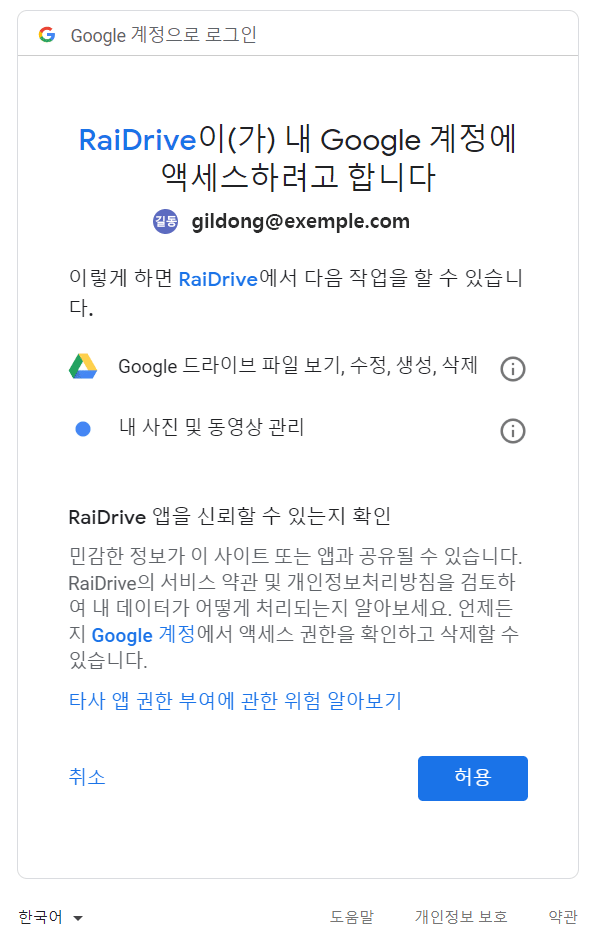 Google 계정으로 로그인
RaiDrive이(가) 내 Google 계정에
액세스하려고 합니다
길동 gildong@exemple.com
이렇게 하면 RaiDrive에서 다음 작업을 할 수 있습니
다.
Google 드라이브 파일 보기, 수정, 생성, 삭제
내 사진 및 동영상 관리
RaiDrive 앱을 신뢰할 수 있는지 확인
민감한 정보가 이 사이트 또는 앱과 공유될 수 있습니다.
RaiDrive의 서비스 약관 및 개인정보처리방침을 검토하
여 내 데이터가 어떻게 처리되는지 알아보세요. 언제든
지 Google 계정에서 액세스 권한을 확인하고 삭제할 수
있습니다.
타사 앱 권한 부여에 관한 위험 알아보기
취소 허용
한국어 도움말 개인정보 보호 약관